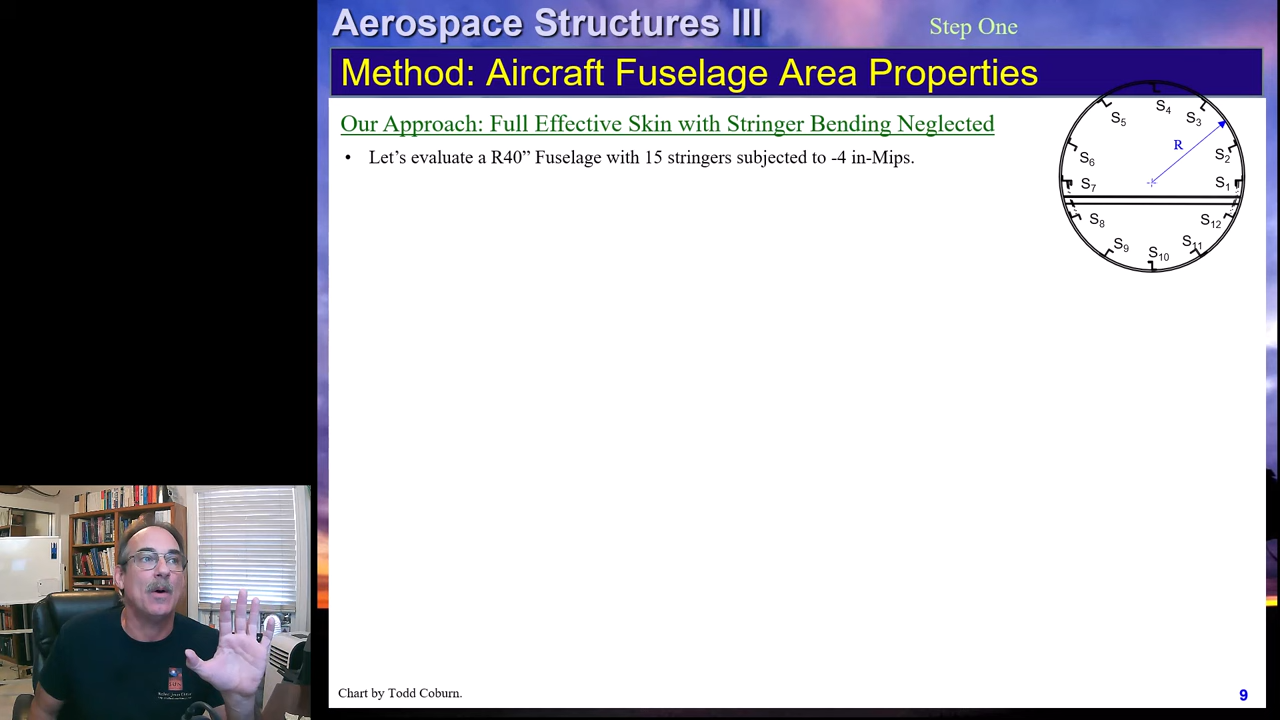 Aerospace Structures III
Step One
Method: Aircraft Fuselage Area Properties
Our Approach: Full Effective Skin with Stringer Bending Neglected
• Let’s evaluate a R40” Fuselage with 15 stringers subjected to -4 in-Mips.
S4
S5
S3
R
S2
S6
S7
S1
S8
S12
S9
S11
S10
Chart by Todd Coburn.
9